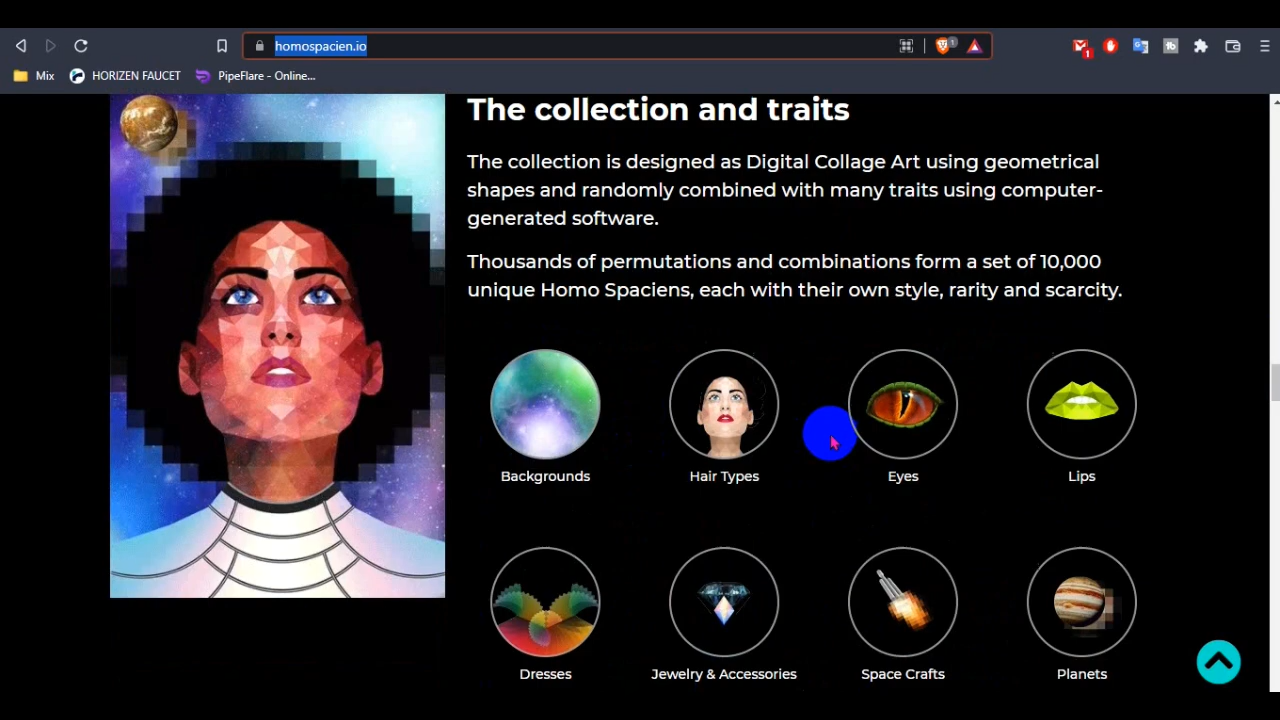 homospacien.io
1
1
Mix
HORIZEN FAUCET
PipeFlare - Online...
The collection and traits
The collection is designed as Digital Collage Art using geometrical
shapes and randomly combined with many traits using computer-
generated software.
Thousands of permutations and combinations form a set of 10,000
unique Homo Spaciens, each with their own style, rarity and scarcity.
Backgrounds
Hair Types
Eyes
Lips
Dresses
Jewelry & Accessories
Space Crafts
Planets